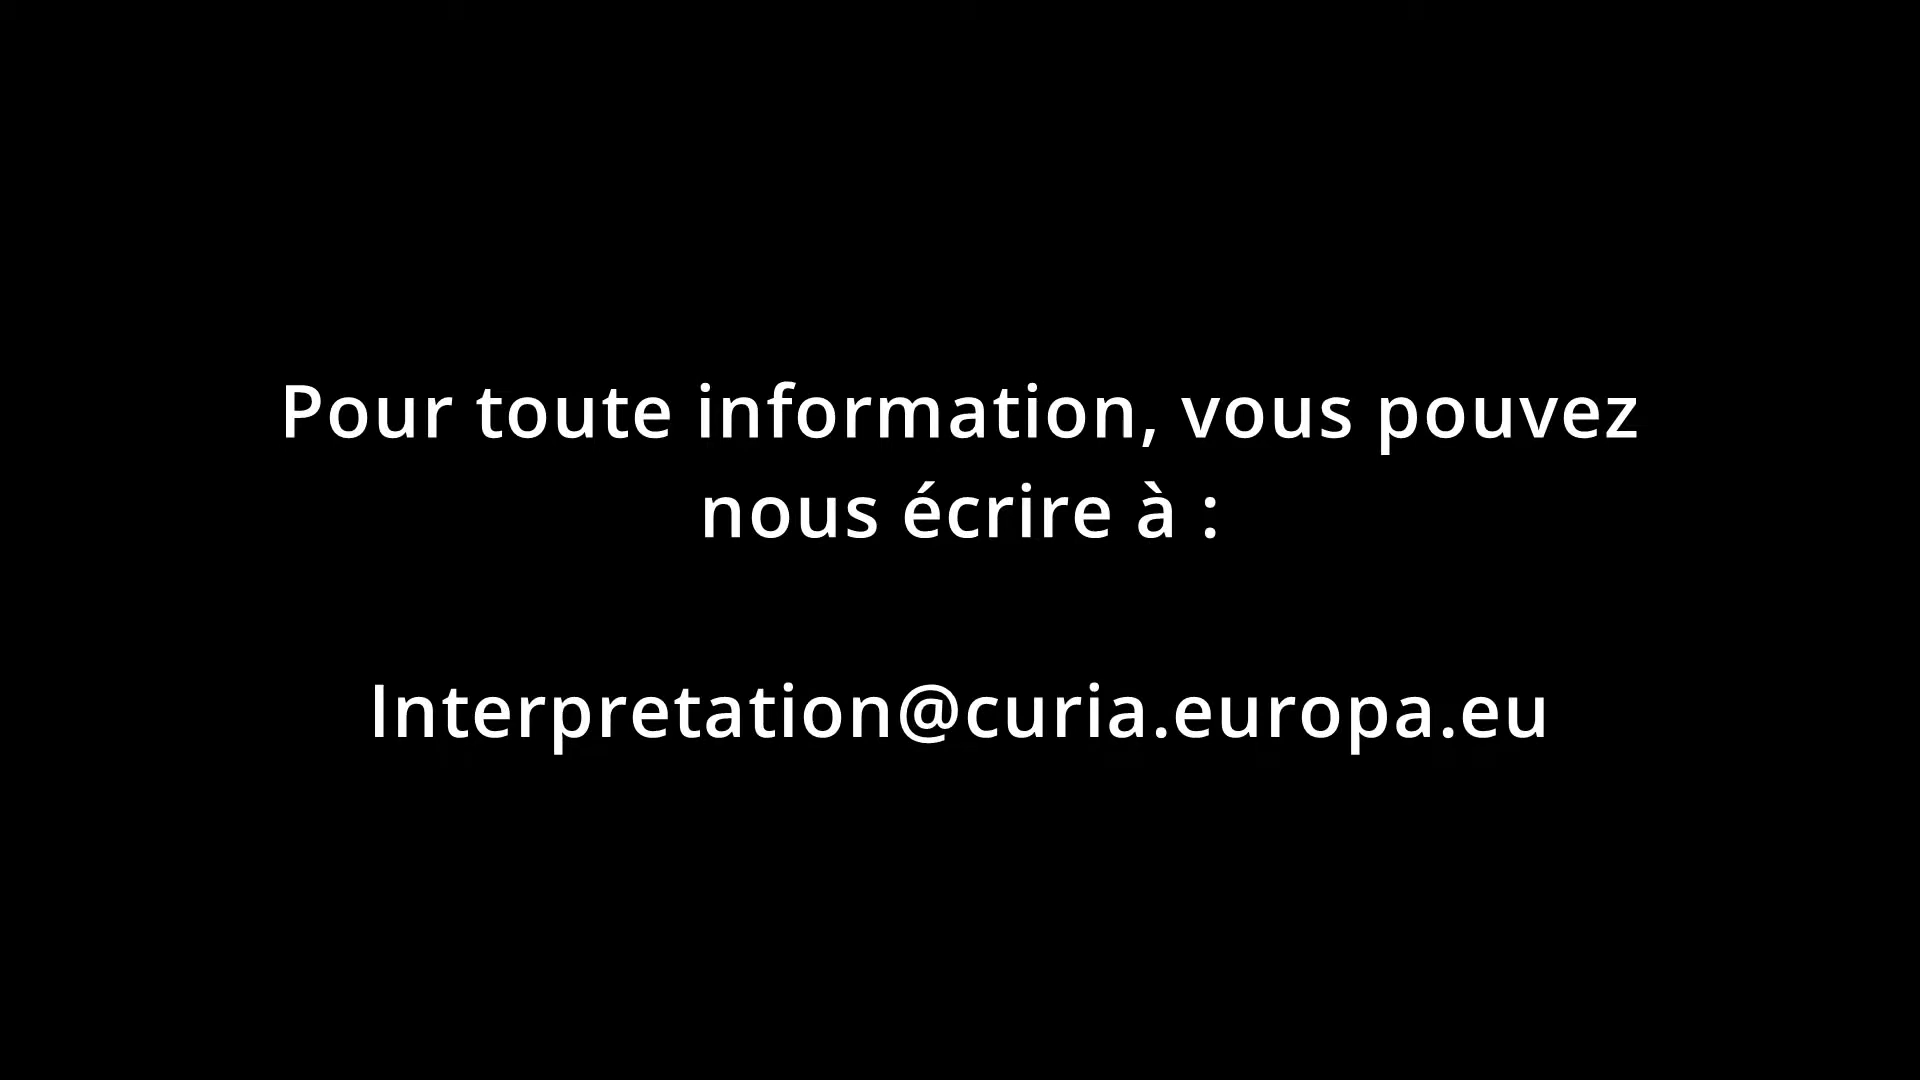 Pour toute information, vous pouvez
nous écrire à :
Interpretation@curia.europa.eu